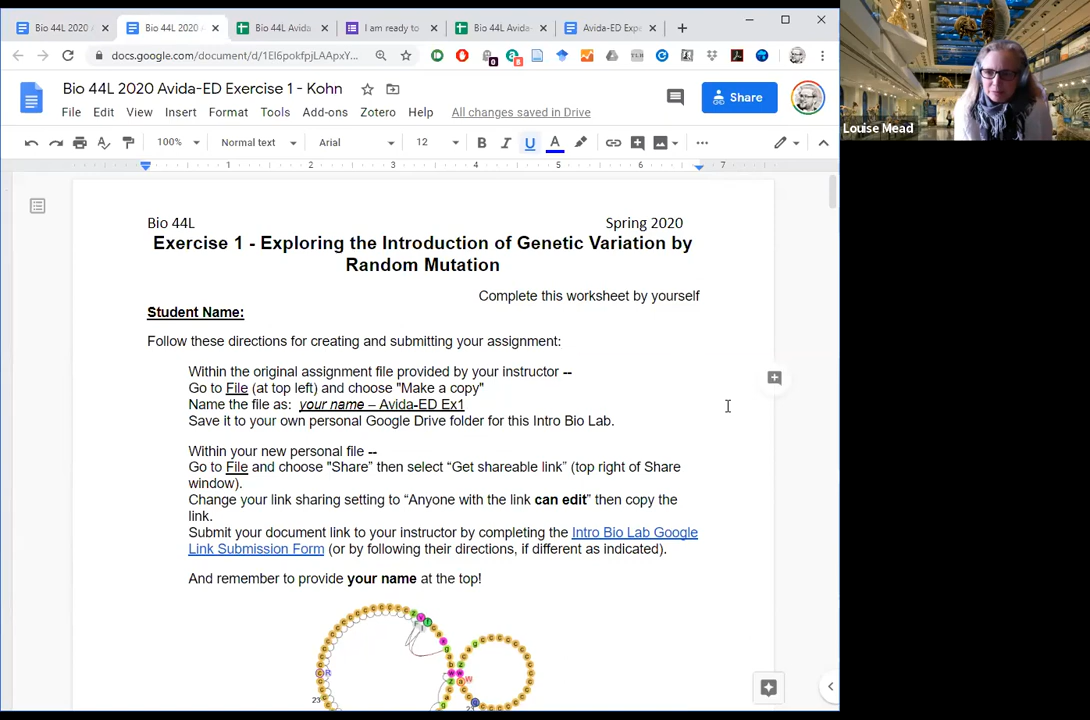 Bio 44L 2020
Bio 44L 2020
Bio 44L Avida
I am ready to
Bio 44L Avida-
Avida-ED Expe
docs.google.com/document/d/1El6pokfpjLAApxY...
Bio 44L 2020 Avida-ED Exercise 1 - Kohn
File Edit View Insert Format Tools Add-ons Zotero Help All changes saved in Drive
Share
100% Normal text Arial 12 B I U A
1 2 3 4 5 6 7
Louise Mead
Bio 44L Spring 2020
Exercise 1 - Exploring the Introduction of Genetic Variation by
Random Mutation
Complete this worksheet by yourself
Student Name:
Follow these directions for creating and submitting your assignment:
Within the original assignment file provided by your instructor --
Go to File (at top left) and choose "Make a copy"
Name the file as: your name – Avida-ED Ex1
Save it to your own personal Google Drive folder for this Intro Bio Lab.
Within your new personal file --
Go to File and choose "Share" then select “Get shareable link” (top right of Share
window).
Change your link sharing setting to “Anyone with the link can edit” then copy the
link.
Submit your document link to your instructor by completing the Intro Bio Lab Google
Link Submission Form (or by following their directions, if different as indicated).
And remember to provide your name at the top!